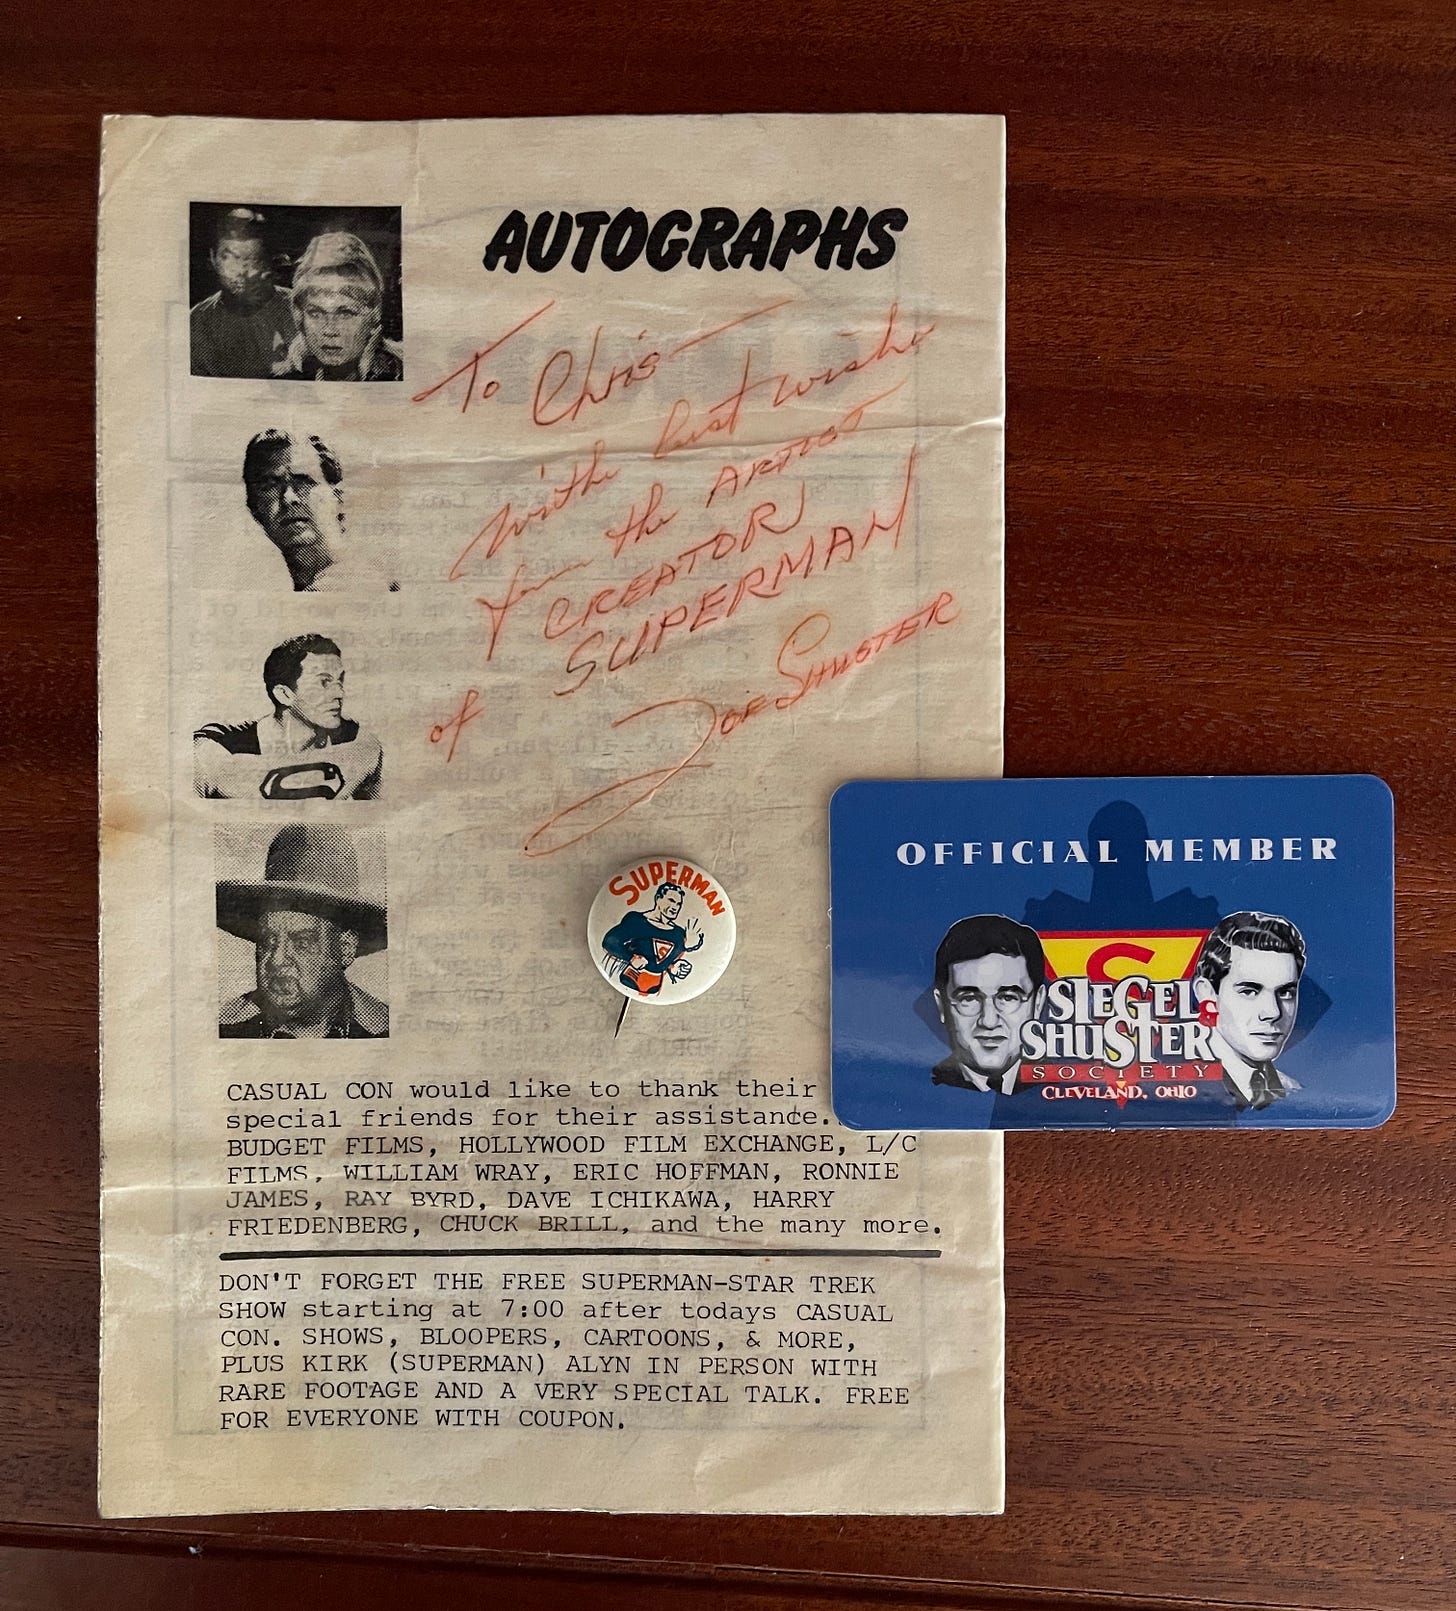 AUTOGRAPHS
To Chris
with best wishes
from the ARTIST
CREATOR
of SUPERMAN
JOE SHUSTER
SUPERMAN
S
OFFICIAL MEMBER
S
SIEGEL &
SHUSTER
SOCIETY
CLEVELAND, OHIO
CASUAL CON would like to thank their
special friends for their assistance.
BUDGET FILMS, HOLLYWOOD FILM EXCHANGE, L/C
FILMS, WILLIAM WRAY, ERIC HOFFMAN, RONNIE
JAMES, RAY BYRD, DAVE ICHIKAWA, HARRY
FRIEDENBERG, CHUCK BRILL, and the many more.
DON'T FORGET THE FREE SUPERMAN-STAR TREK
SHOW starting at 7:00 after todays CASUAL
CON. SHOWS, BLOOPERS, CARTOONS, & MORE,
PLUS KIRK (SUPERMAN) ALYN IN PERSON WITH
RARE FOOTAGE AND A VERY SPECIAL TALK. FREE
FOR EVERYONE WITH COUPON.